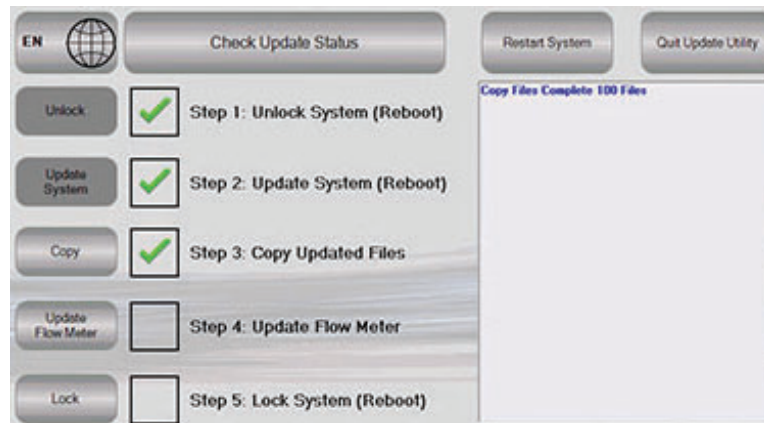 EN
Check Update Status
Restart System
Quit Update Utility
Unlock
Step 1: Unlock System (Reboot)
Copy Files Complete 100 Files
Update
System
Step 2: Update System (Reboot)
Copy
Step 3: Copy Updated Files
Update
Flow Meter
Step 4: Update Flow Meter
Lock
Step 5: Lock System (Reboot)